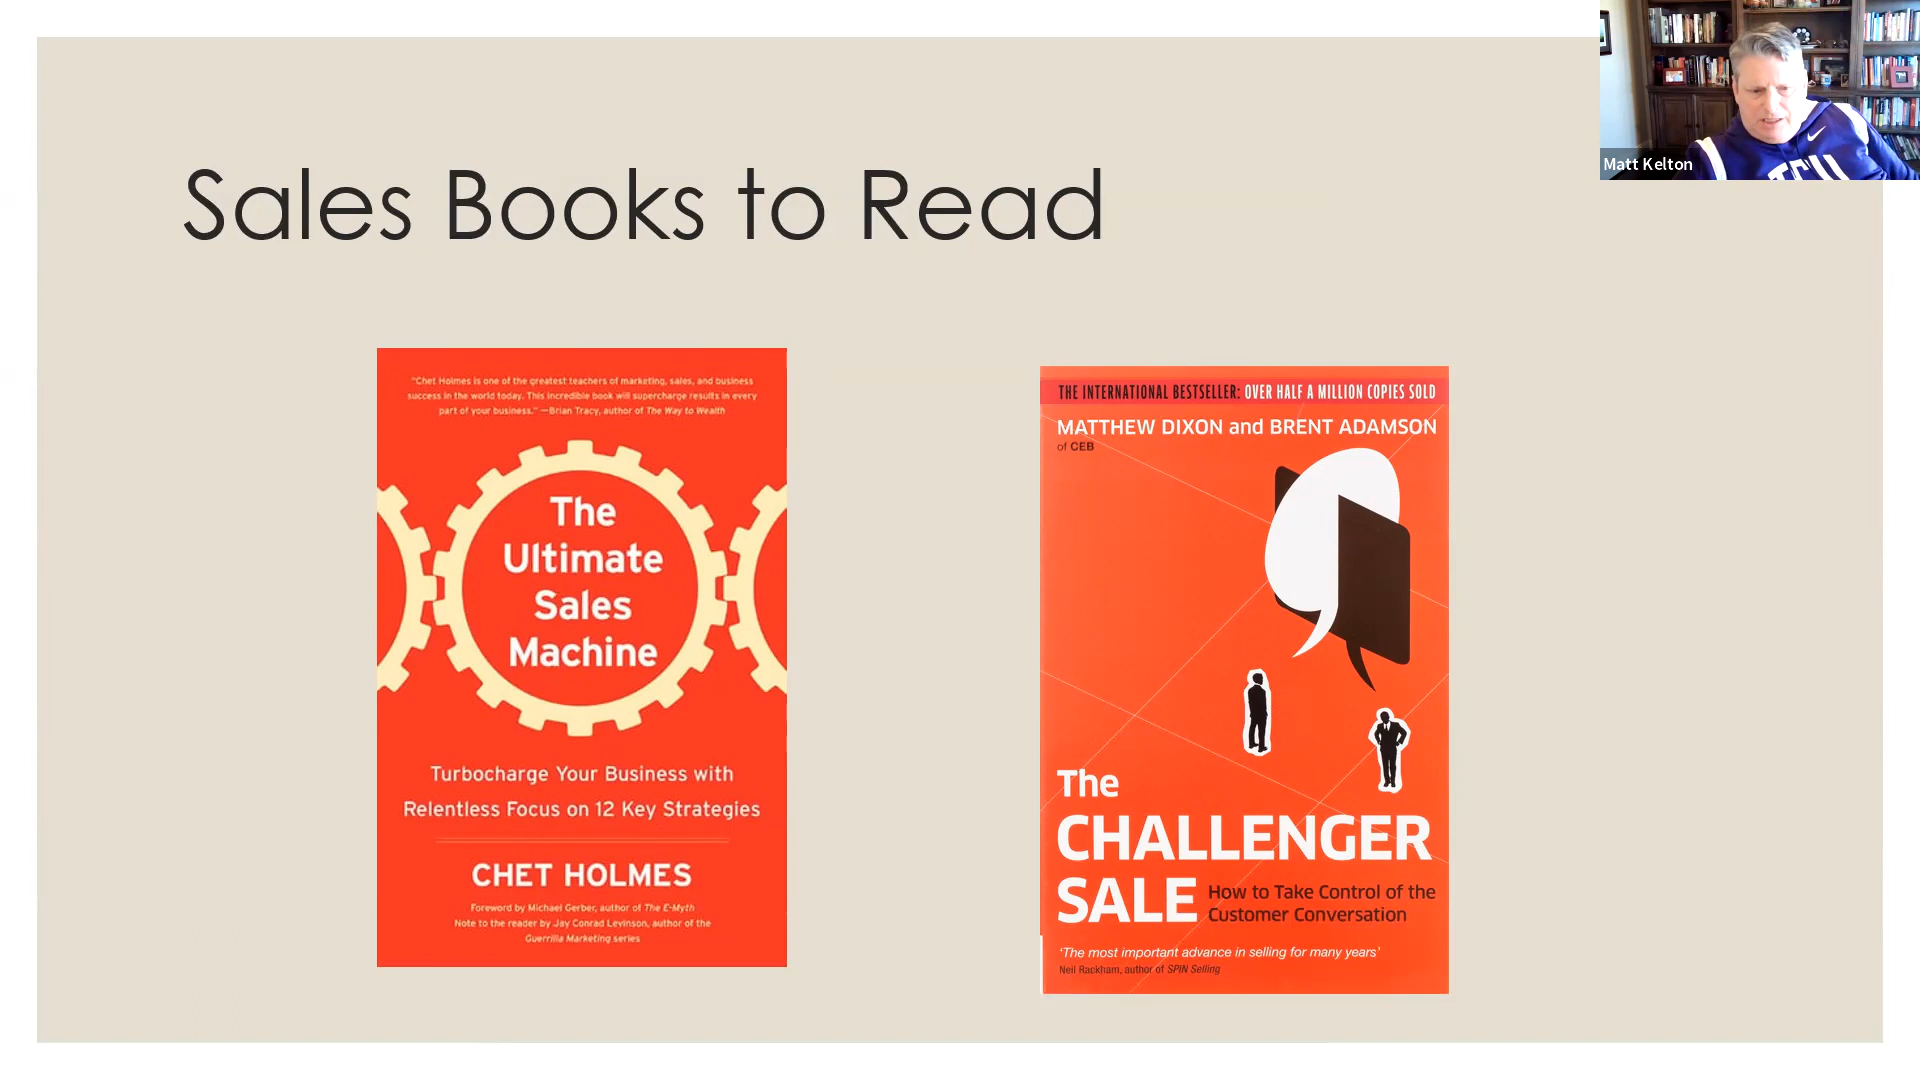 Sales Books to Read
"Chet Holmes is one of the greatest teachers of marketing, sales, and business
success in the world today. This incredible book will supercharge results in every
part of your business." —Brian Tracy, author of The Way to Wealth
The
Ultimate
Sales
Machine
Turbocharge Your Business with
Relentless Focus on 12 Key Strategies
CHET HOLMES
Foreword by Michael Gerber, author of The E-Myth
Note to the reader by Jay Conrad Levinson, author of the
Guerrilla Marketing series
THE INTERNATIONAL BESTSELLER: OVER HALF A MILLION COPIES SOLD
MATTHEW DIXON and BRENT ADAMSON
of CEB
The
CHALLENGER
SALE
How to Take Control of the
Customer Conversation
'The most important advance in selling for many years'
Neil Rackham, author of SPIN Selling
Matt Kelton
TCU